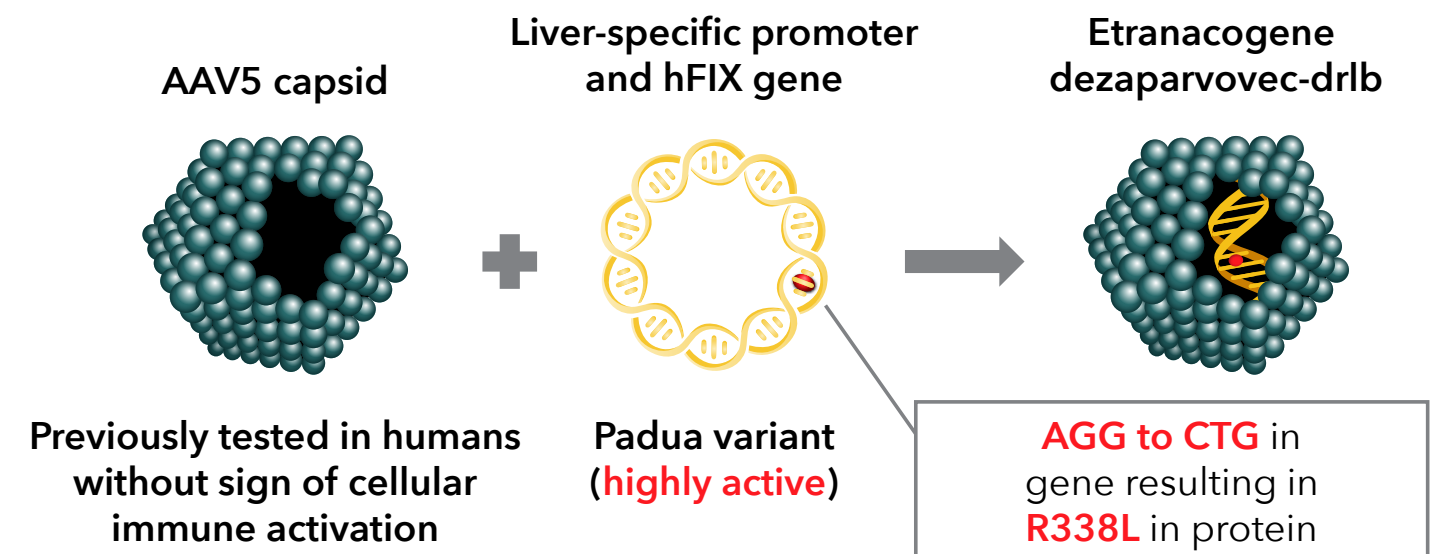 AAV5 capsid
Liver-specific promoter
and hFIX gene
Etranacogene
dezaparvovec-drlb
Previously tested in humans
without sign of cellular
immune activation
Padua variant
(highly active)
AGG to CTG in
gene resulting in
R338L in protein